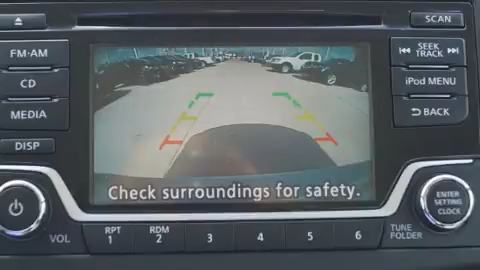 SCAN
FM·AM
SEEK
TRACK
CD
iPod MENU
MEDIA
BACK
DISP
Check surroundings for safety.
ENTER
SETTING
CLOCK
VOL
RPT
1
RDM
2
3
4
5
6
TUNE
FOLDER